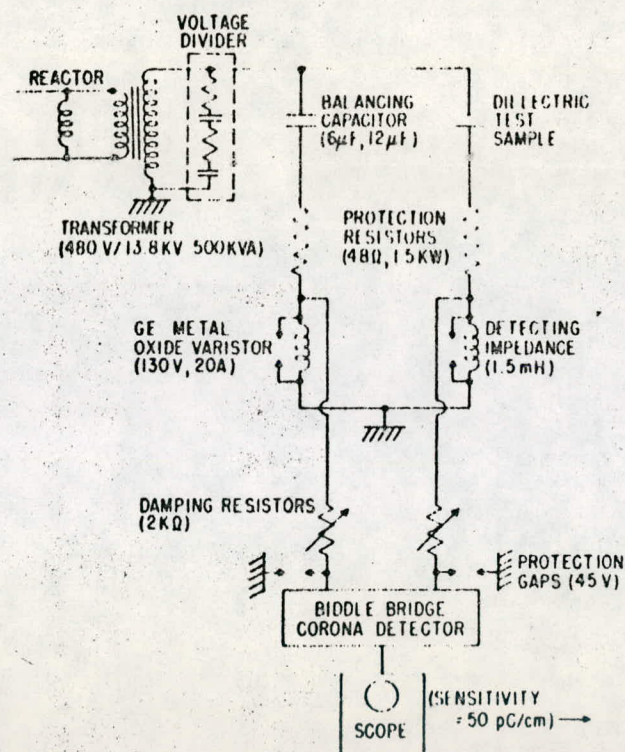 VOLTAGE
DIVIDER
REACTOR
BALANCING
CAPACITOR
(6μF, 12μF)
DIELECTRIC
TEST
SAMPLE
TRANSFORMER
(480 V/13.8KV 500KVA)
PROTECTION
RESISTORS
(48Ω, 1.5KW)
GE METAL
OXIDE VARISTOR
(130V, 20A)
DETECTING
IMPEDANCE
(1.5mH)
DAMPING RESISTORS
(2KΩ)
PROTECTION
GAPS (45V)
BIDDLE BRIDGE
CORONA DETECTOR
SCOPE
(SENSITIVITY
= 50 pC/cm)